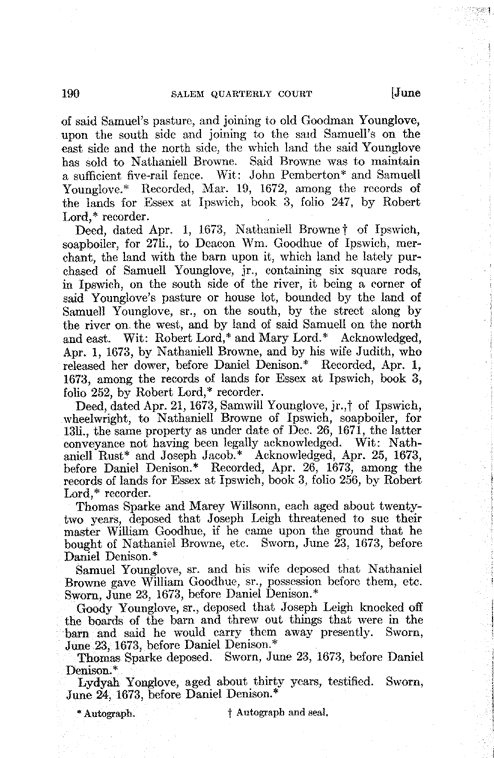 190 SALEM QUARTERLY COURT [June
of said Samuel's pasture, and joining to old Goodman Younglove,
upon the south side and joining to the said Samuell's on the
east side and the north side, the which land the said Younglove
has sold to Nathaniell Browne. Said Browne was to maintain
a sufficient five-rail fence. Wit: John Pemberton* and Samuell
Younglove.* Recorded, Mar. 19, 1672, among the records of
the lands for Essex at Ipswich, book 3, folio 247, by Robert
Lord,* recorder.
Deed, dated Apr. 1, 1673, Nathaniell Browne† of Ipswich,
soapboiler, for 27li., to Deacon Wm. Goodhue of Ipswich, mer-
chant, the land with the barn upon it, which land he lately pur-
chased of Samuell Younglove, jr., containing six square rods,
in Ipswich, on the south side of the river, it being a corner of
said Younglove's pasture or house lot, bounded by the land of
Samuell Younglove, sr., on the south, by the street along by
the river on the west, and by land of said Samuell on the north
and east. Wit: Robert Lord,* and Mary Lord.* Acknowledged,
Apr. 1, 1673, by Nathaniell Browne, and by his wife Judith, who
released her dower, before Daniel Denison.* Recorded, Apr. 1,
1673, among the records of lands for Essex at Ipswich, book 3,
folio 252, by Robert Lord,* recorder.
Deed, dated Apr. 21, 1673, Samwill Younglove, jr.,† of Ipswich,
wheelwright, to Nathaniell Browne of Ipswich, soapboiler, for
13li., the same property as under date of Dec. 26, 1671, the latter
conveyance not having been legally acknowledged. Wit: Nath-
aniell Rust* and Joseph Jacob.* Acknowledged, Apr. 25, 1673,
before Daniel Denison.* Recorded, Apr. 26, 1673, among the
records of lands for Essex at Ipswich, book 3, folio 256, by Robert
Lord,* recorder.
Thomas Sparke and Marey Willsonn, each aged about twenty-
two years, deposed that Joseph Leigh threatened to sue their
master William Goodhue, if he came upon the ground that he
bought of Nathaniel Browne, etc. Sworn, June 23, 1673, before
Daniel Denison.*
Samuel Younglove, sr. and his wife deposed that Nathaniel
Browne gave William Goodhue, sr., possession before them, etc.
Sworn, June 23, 1673, before Daniel Denison.*
Goody Younglove, sr., deposed that Joseph Leigh knocked off
the boards of the barn and threw out things that were in the
barn and said he would carry them away presently. Sworn,
June 23, 1673, before Daniel Denison.*
Thomas Sparke deposed. Sworn, June 23, 1673, before Daniel
Denison.*
Lydyah Yonglove, aged about thirty years, testified. Sworn,
June 24, 1673, before Daniel Denison.*
* Autograph. † Autograph and seal.